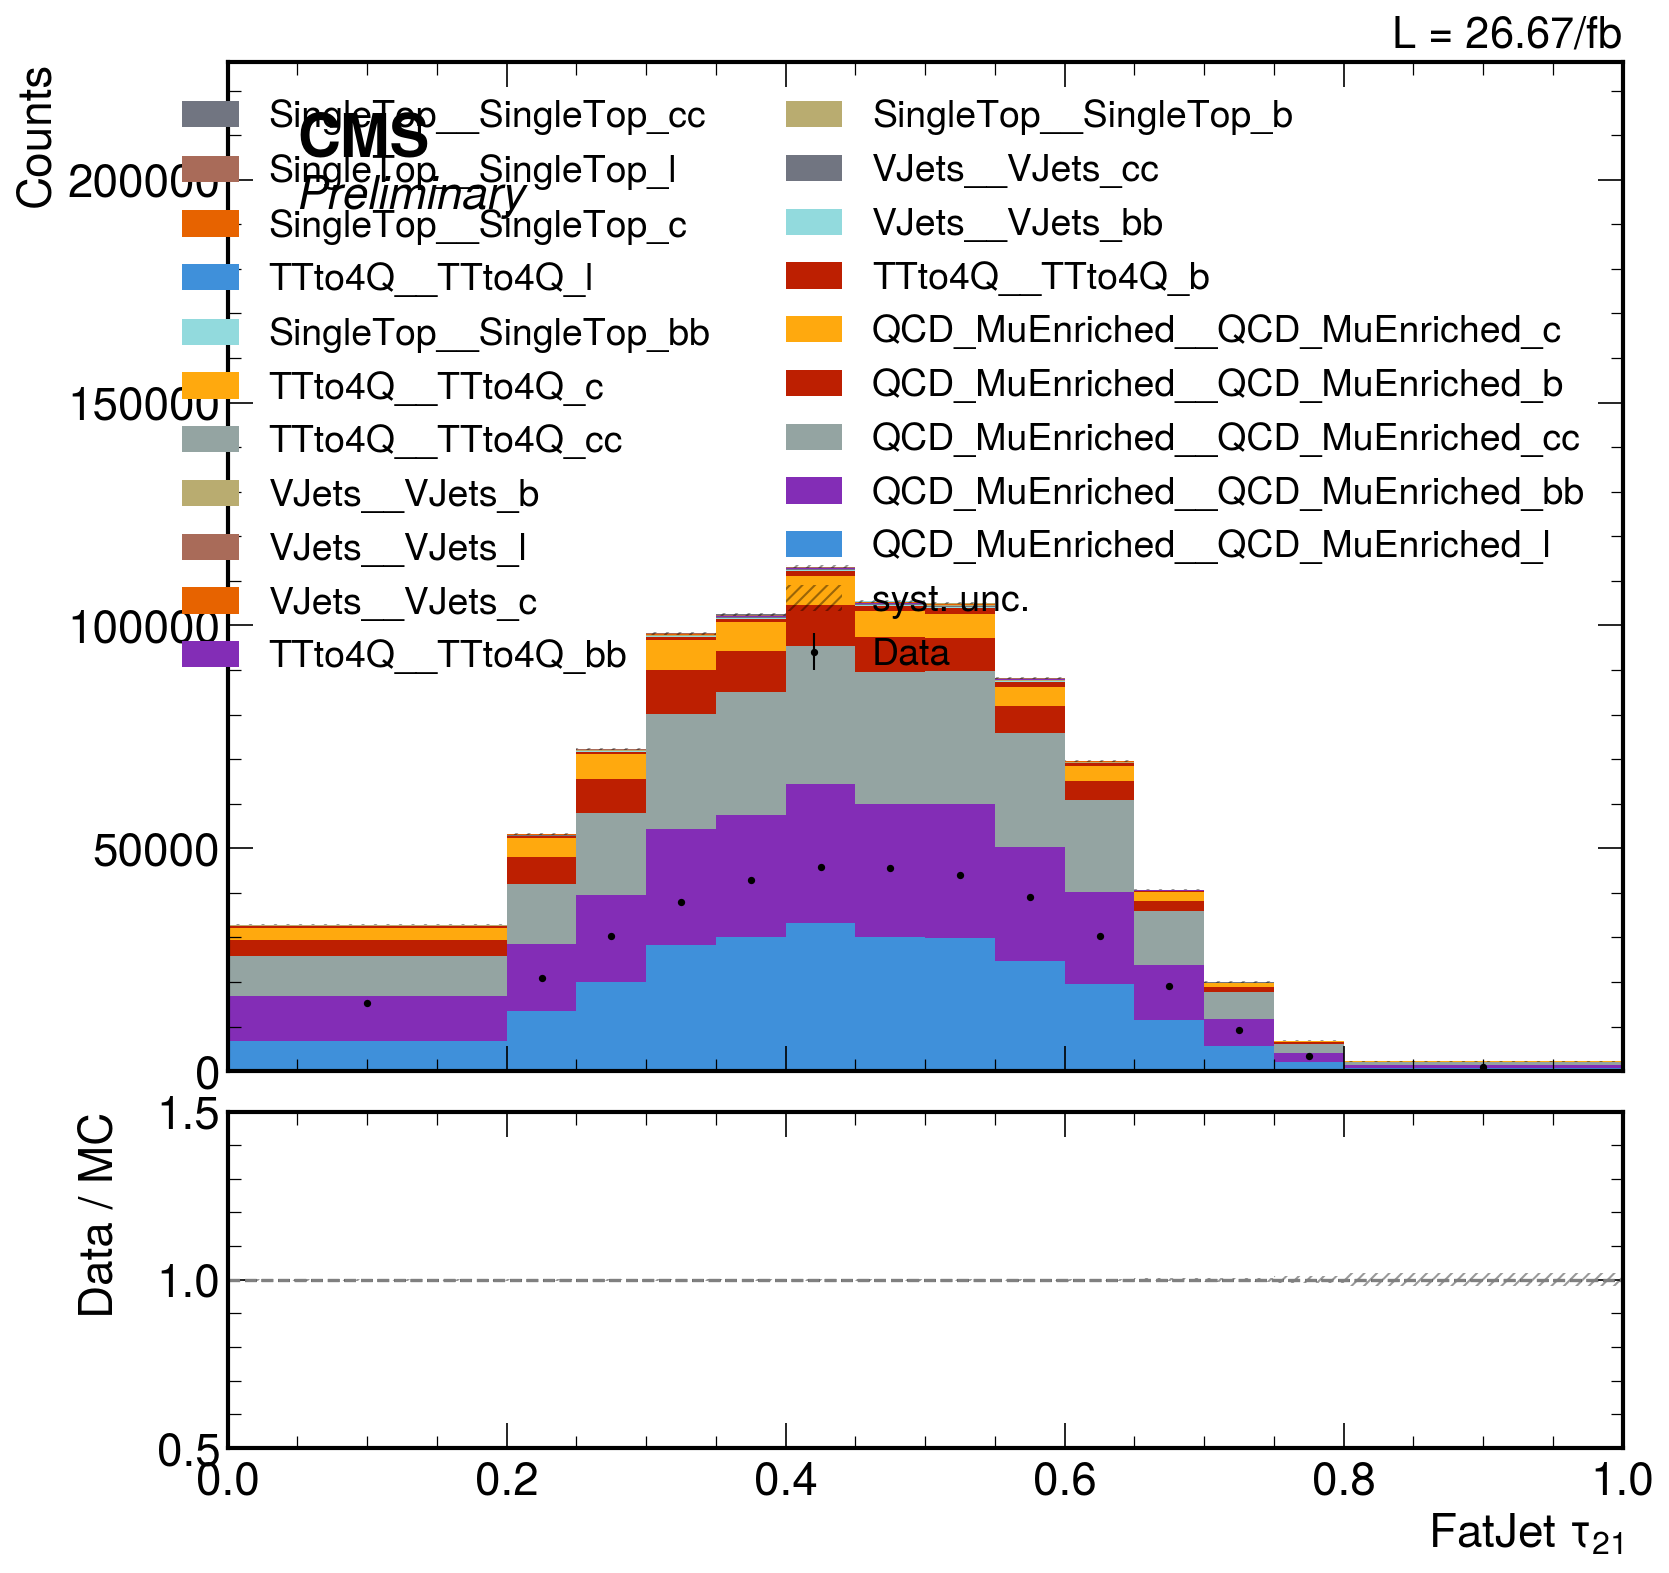 L = 26.67/fb
Counts
CMS
Preliminary
SingleTop__SingleTop_cc
SingleTop__SingleTop_l
SingleTop__SingleTop_c
TTto4Q__TTto4Q_l
SingleTop__SingleTop_bb
TTto4Q__TTto4Q_c
TTto4Q__TTto4Q_cc
VJets__VJets_b
VJets__VJets_l
VJets__VJets_c
TTto4Q__TTto4Q_bb
SingleTop__SingleTop_b
VJets__VJets_cc
VJets__VJets_bb
TTto4Q__TTto4Q_b
QCD_MuEnriched__QCD_MuEnriched_c
QCD_MuEnriched__QCD_MuEnriched_b
QCD_MuEnriched__QCD_MuEnriched_cc
QCD_MuEnriched__QCD_MuEnriched_bb
QCD_MuEnriched__QCD_MuEnriched_l
syst. unc.
Data
200000
150000
100000
50000
0
Data / MC
1.5
1.0
0.5
0.0 0.2 0.4 0.6 0.8 1.0
FatJet τ₂₁